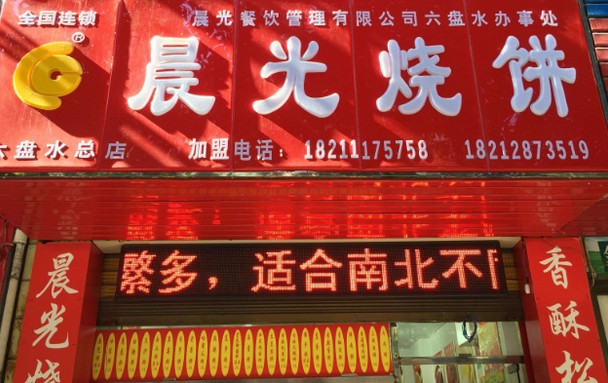 全国连锁
晨光餐饮管理有限公司六盘水办事处
晨光烧饼
六盘水总店
加盟电话：18211175758 18212873519
繁多，适合南北不同
晨光烧
香酥松